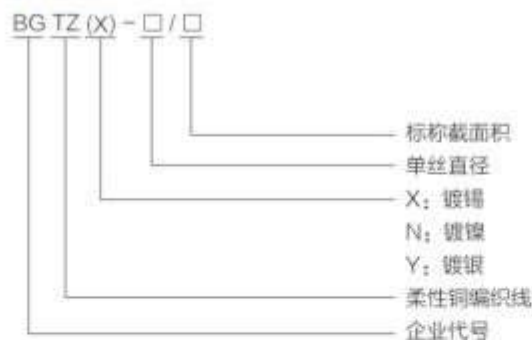 BG TZ (X) - □ / □
标称截面积
单丝直径
X：镀锡
N：镀镍
Y：镀银
柔性铜编织线
企业代号